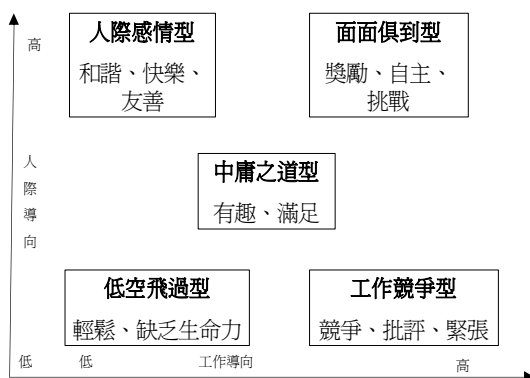 人際感情型
和諧、快樂、
友善
面面俱到型
獎勵、自主、
挑戰
高
人
際
導
向
中庸之道型
有趣、滿足
低空飛過型
輕鬆、缺乏生命力
工作競爭型
競爭、批評、緊張
低
低
工作導向
高